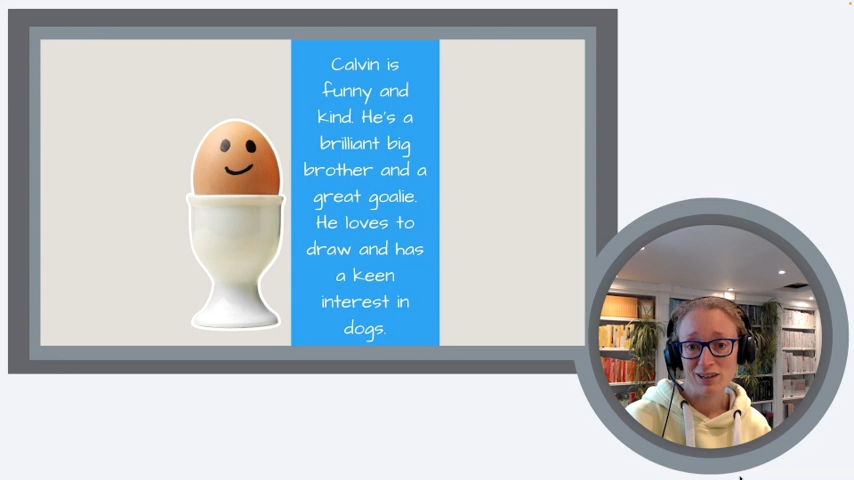 Calvin is
funny and
kind. He's a
brilliant big
brother and a
great goalie.
He loves to
draw and has
a keen
interest in
dogs.